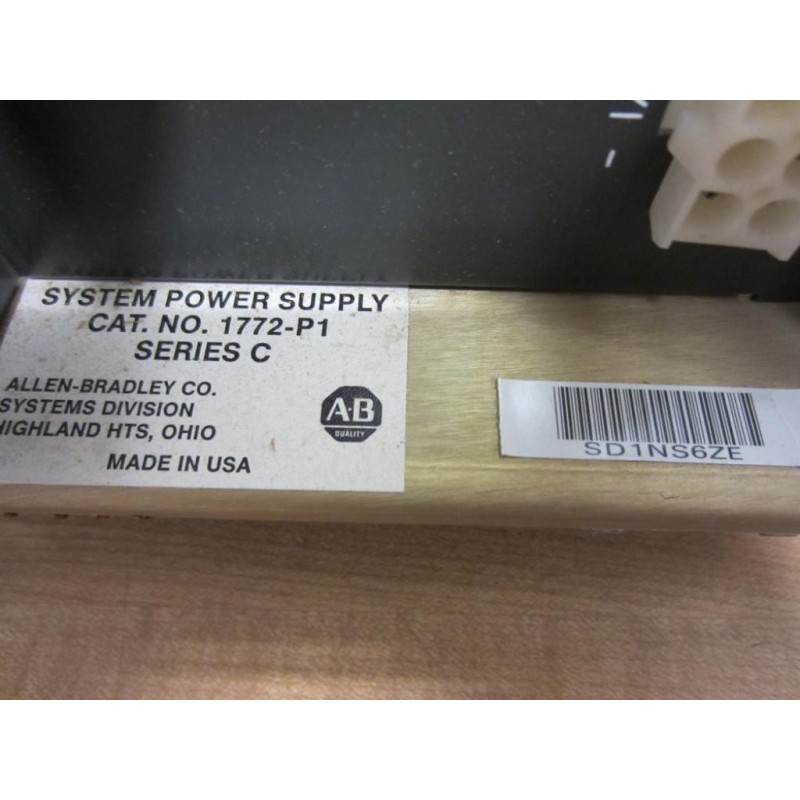 SYSTEM POWER SUPPLY
CAT. NO. 1772-P1
SERIES C
ALLEN-BRADLEY CO.
SYSTEMS DIVISION
HIGHLAND HTS, OHIO
MADE IN USA
A-B
QUALITY
SD1NS6ZE